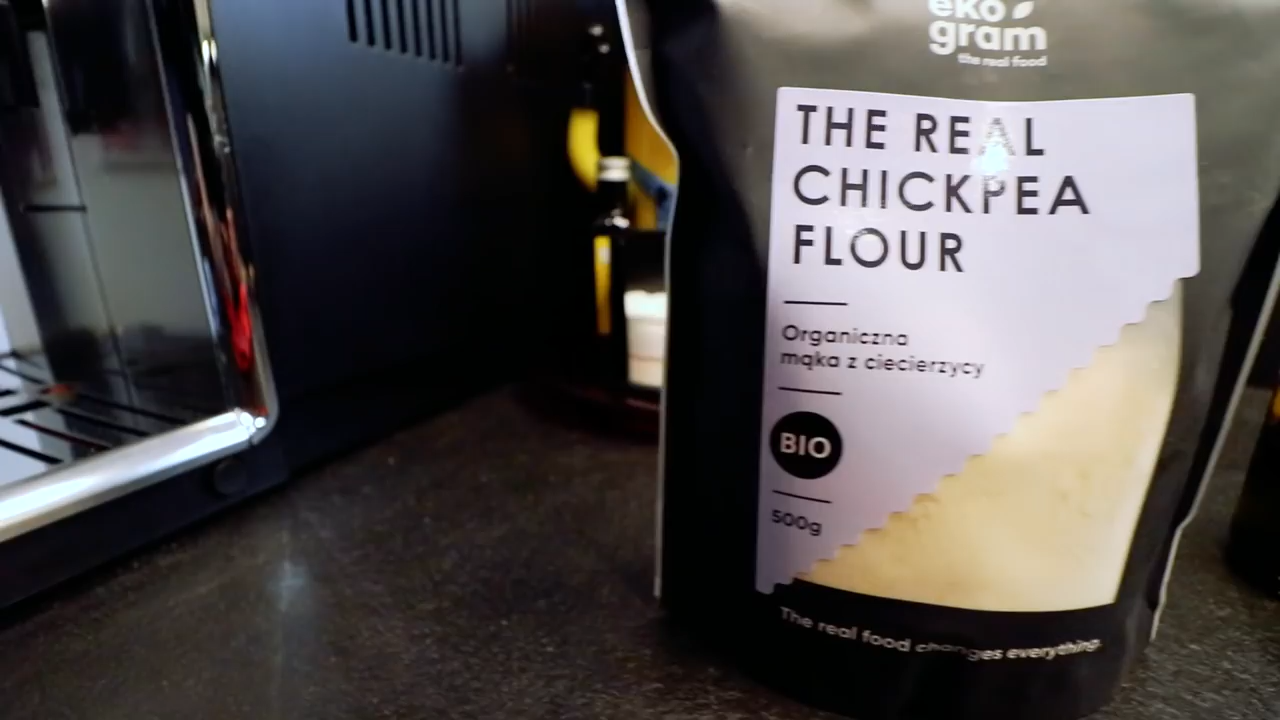 eko
gram
the real food
THE REAL
CHICKPEA
FLOUR
Organiczna
mąka z ciecierzycy
BIO
500g
The real food changes everything.